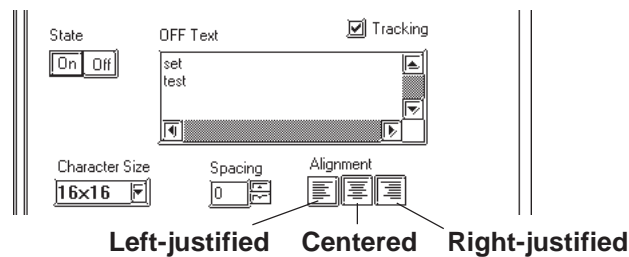 State OFF Text Tracking
On Off set
test
Character Size Spacing Alignment
16x16 0
Left-justified Centered Right-justified